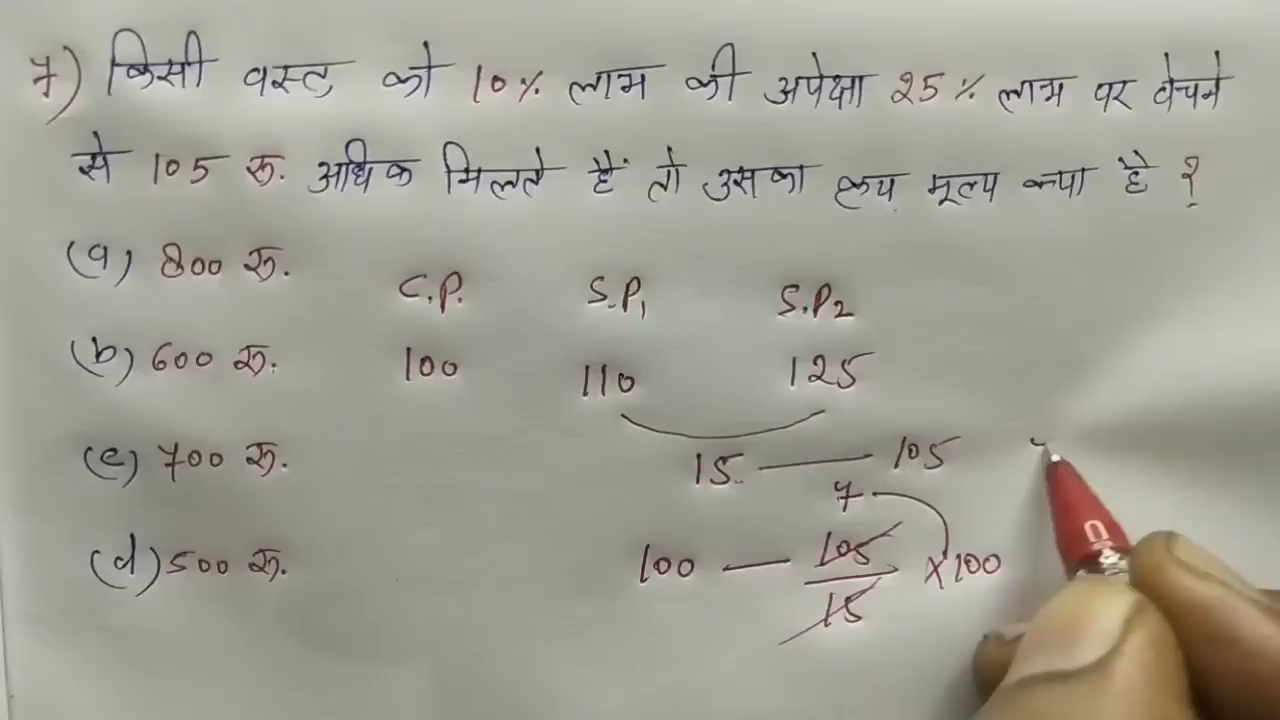 7) किसी वस्तु को 10% लाभ की अपेक्षा 25% लाभ पर बेचने
से 105 रु. अधिक मिलते हैं तो उसका क्रय मूल्य क्या है ?
(a) 800 रु.
C.P. S.P1 S.P2
(b) 600 रु.
100 110 125
(c) 700 रु.
15 — 105
7
(d) 500 रु.
100 — 105/15 × 100